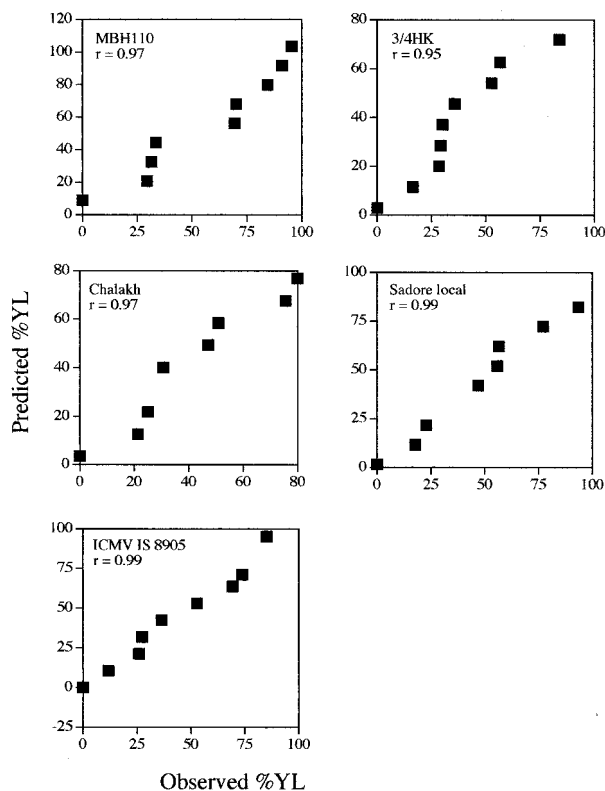 MBH110
r = 0.97
120
100
80
60
40
20
0
0 25 50 75 100
3/4HK
r = 0.95
80
60
40
20
0
0 25 50 75 100
Chalakh
r = 0.97
80
60
40
20
0
0 20 40 60 80
Sadore local
r = 0.99
100
75
50
25
0
0 25 50 75 100
Predicted %YL
ICMV IS 8905
r = 0.99
100
75
50
25
0
-25
0 25 50 75 100
Observed %YL